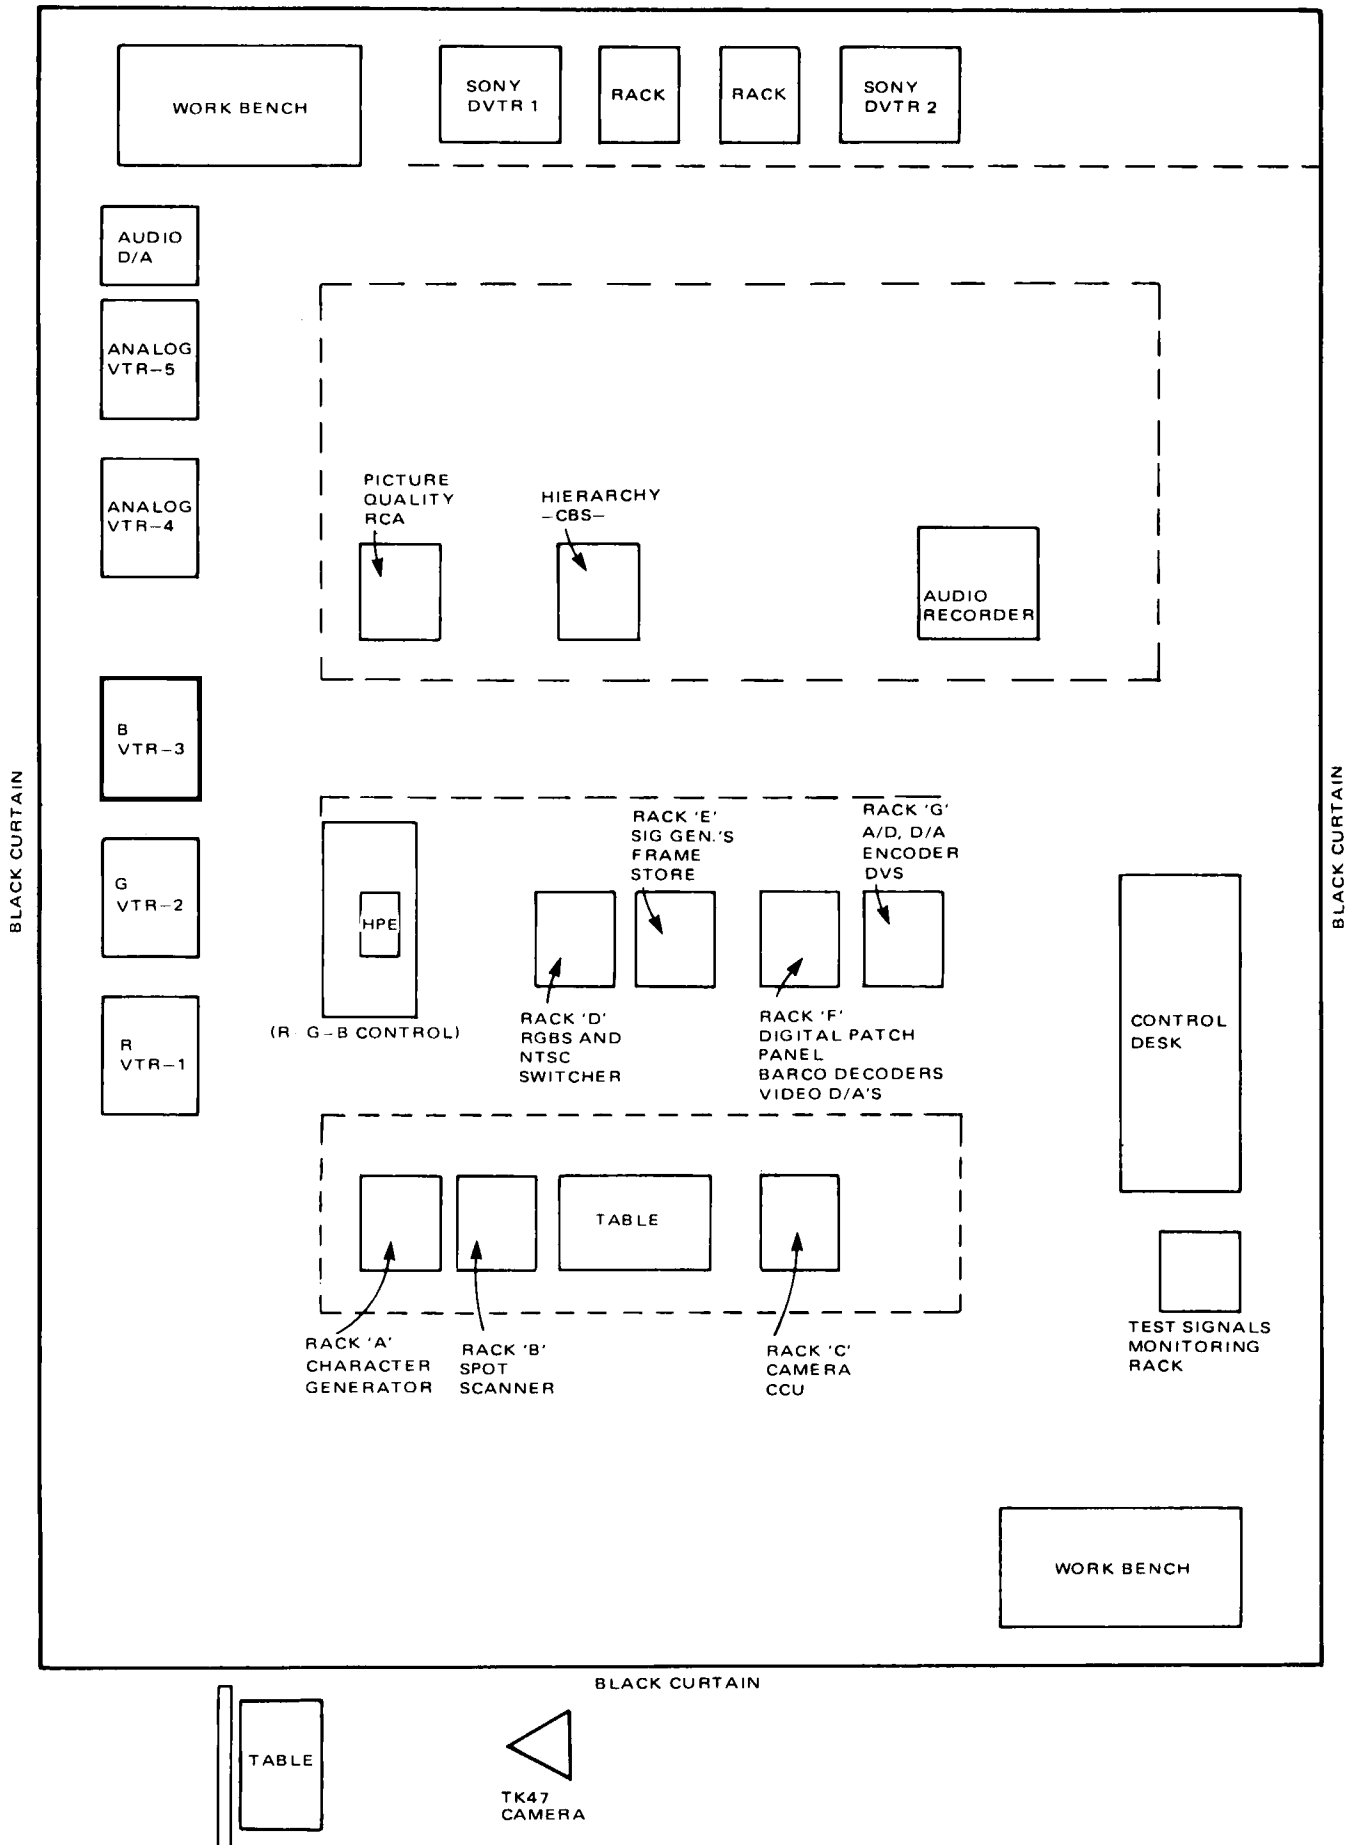 WORK BENCH
SONY
DVTR 1
RACK
RACK
SONY
DVTR 2
AUDIO
D/A
ANALOG
VTR–5
ANALOG
VTR–4
PICTURE
QUALITY
RCA
HIERARCHY
–CBS–
AUDIO
RECORDER
B
VTR–3
G
VTR–2
R
VTR–1
BLACK CURTAIN
BLACK CURTAIN
HPE
(R G–B CONTROL)
RACK 'E'
SIG GEN.'S
FRAME
STORE
RACK 'G'
A/D, D/A
ENCODER
DVS
RACK 'D'
RGBS AND
NTSC
SWITCHER
RACK 'F'
DIGITAL PATCH
PANEL
BARCO DECODERS
VIDEO D/A'S
CONTROL
DESK
TABLE
RACK 'A'
CHARACTER
GENERATOR
RACK 'B'
SPOT
SCANNER
RACK 'C'
CAMERA
CCU
TEST SIGNALS
MONITORING
RACK
WORK BENCH
BLACK CURTAIN
TABLE
TK47
CAMERA